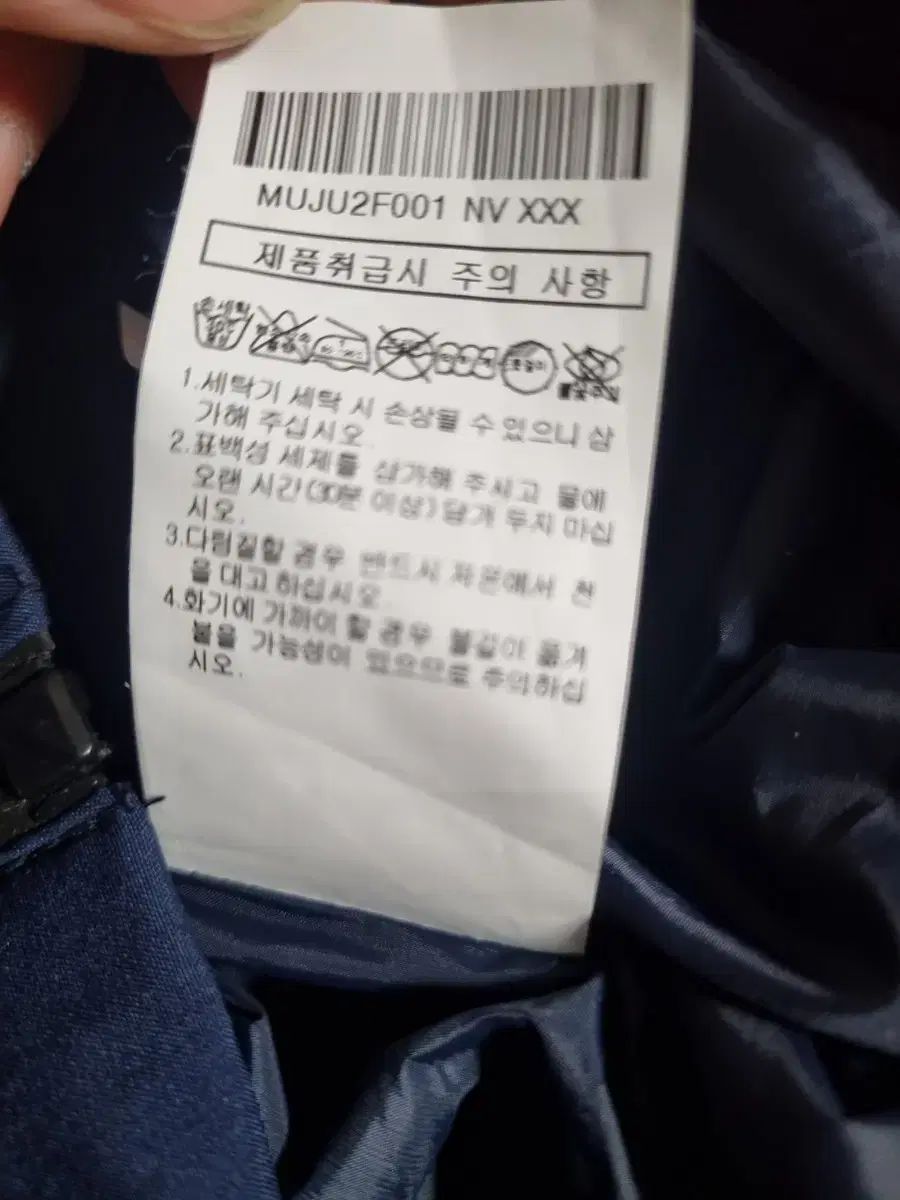 MUJU2F001 NV XXX
제품취급시 주의 사항
손세탁
1.세탁기 세탁 시 손상될 수 있으니 삼
가해 주십시오.
2.표백성 세제를 삼가해 주시고 물에
오랜 시간(30분 이상)담가 두지 마십
시오.
3.다림질할 경우 반드시 저온에서 천
을 대고 하십시오.
4.화기에 가까이 할 경우 불길이 옮겨
붙을 가능성이 있으므로 주의하십
시오.